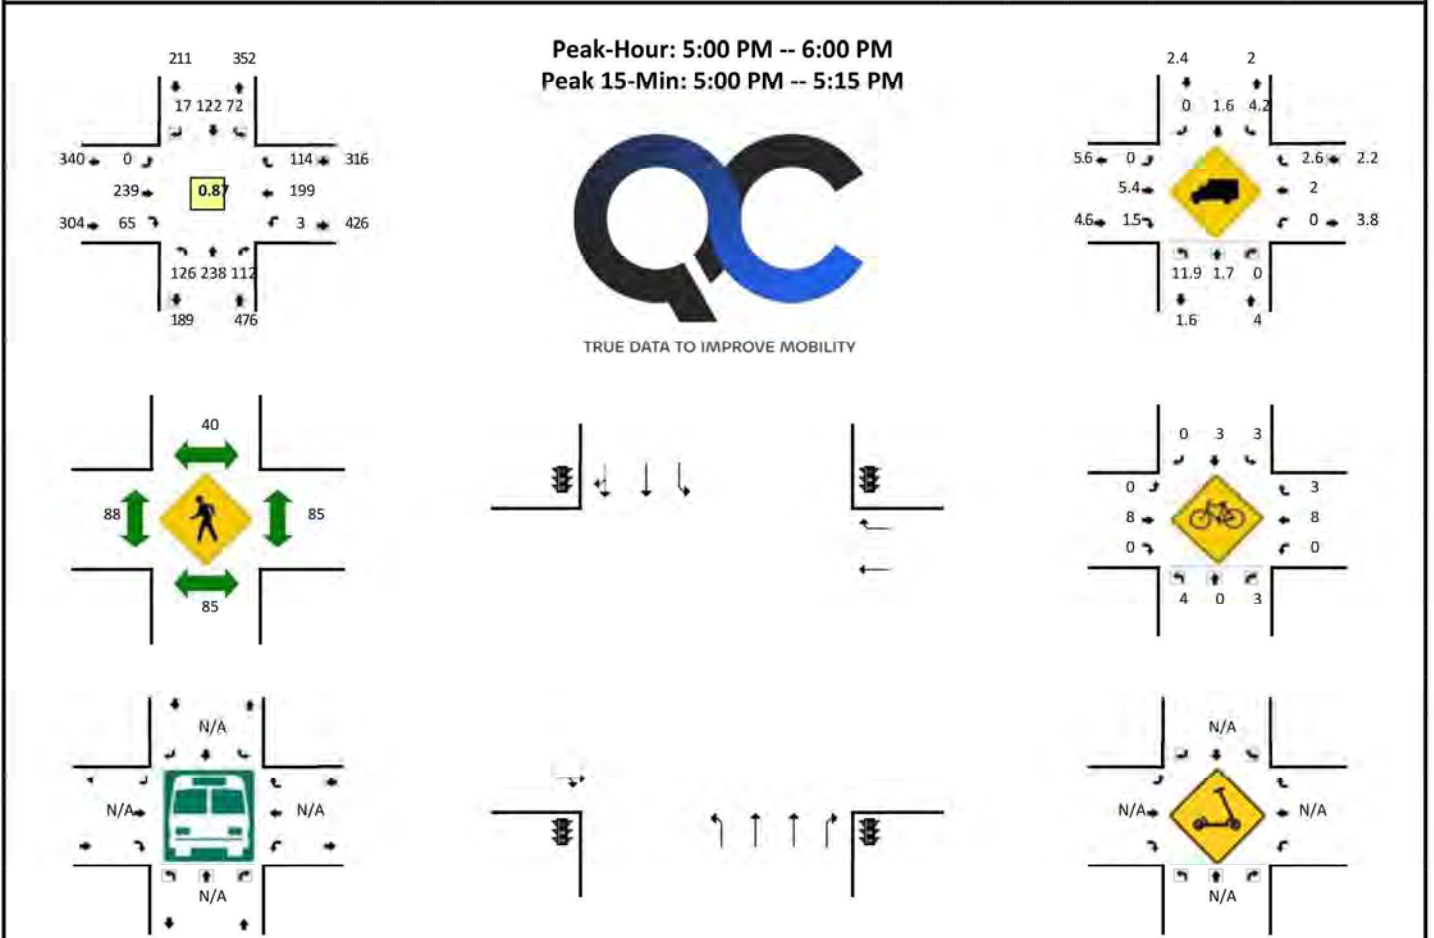 Peak-Hour: 5:00 PM -- 6:00 PM
Peak 15-Min: 5:00 PM -- 5:15 PM
211 352
17 122 72
340 0 114 316
239 0.87 199
304 65 3 426
126 238 112
189 476
QC
TRUE DATA TO IMPROVE MOBILITY
2.4 2
0 1.6 4.2
5.6 0 2.6 2.2
5.4 2
4.6 1.5 0 3.8
11.9 1.7 0
1.6 4
40
88 85
85
0 3 3
0 3
8 8
0 0
4 0 3
N/A
N/A N/A
N/A
N/A
N/A N/A
N/A